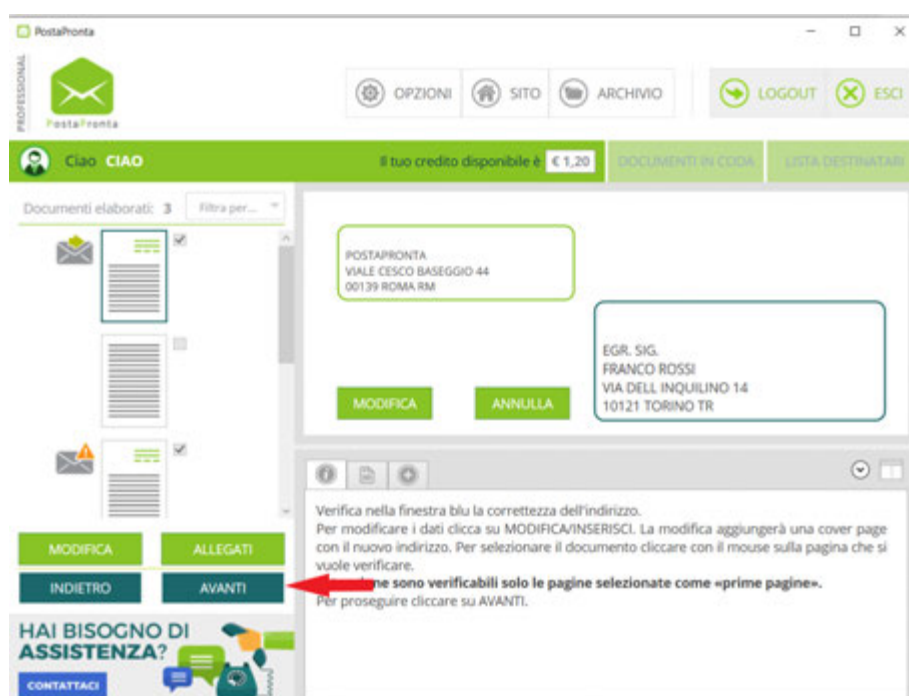 PostaPronta
PROFESSIONAL
PostaPronta
OPZIONI
SITO
ARCHIVIO
LOGOUT
ESCI
Ciao CIAO
Il tuo credito disponibile è € 1,20
DOCUMENTI IN CODA
LISTA DESTINATARI
Documenti elaborati: 3
Filtra per...
POSTAPRONTA
VIALE CESCO BASEGGIO 44
00139 ROMA RM
EGR. SIG.
FRANCO ROSSI
VIA DELL INQUILINO 14
10121 TORINO TR
MODIFICA
ANNULLA
Verifica nella finestra blu la correttezza dell'indirizzo.
Per modificare i dati clicca su MODIFICA/INSERISCI. La modifica aggiungerà una cover page
con il nuovo indirizzo. Per selezionare il documento cliccare con il mouse sulla pagina che si
vuole verificare.
ne sono verificabili solo le pagine selezionate come «prime pagine».
Per proseguire cliccare su AVANTI.
MODIFICA
ALLEGATI
INDIETRO
AVANTI
HAI BISOGNO DI
ASSISTENZA?
CONTATTACI